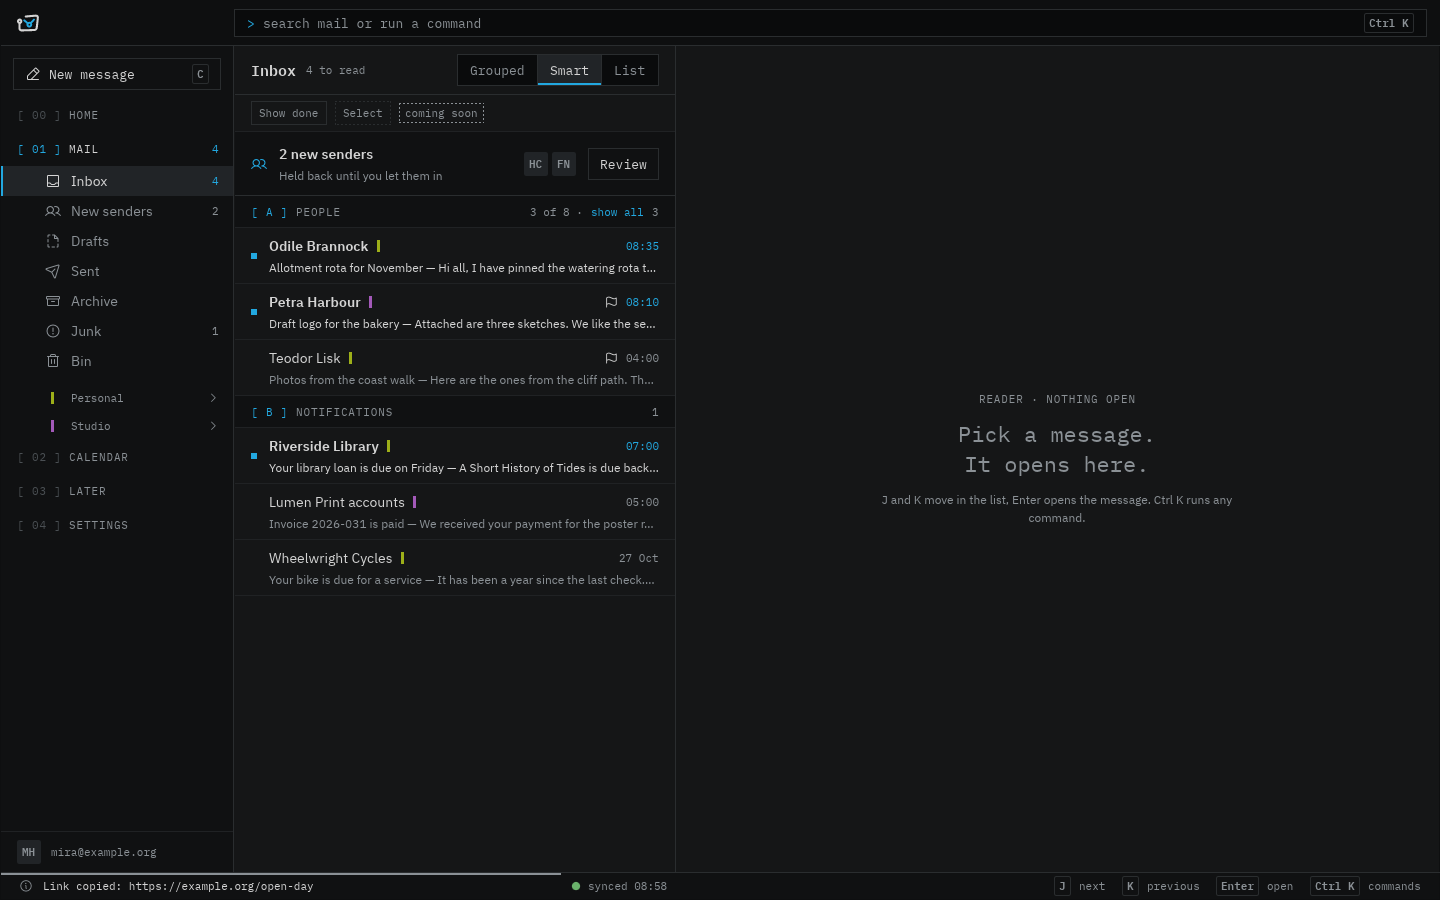 > search mail or run a command
Ctrl K
New message
C
[ 00 ] HOME
[ 01 ] MAIL 4
Inbox 4
New senders 2
Drafts
Sent
Archive
Junk 1
Bin
Personal
Studio
[ 02 ] CALENDAR
[ 03 ] LATER
[ 04 ] SETTINGS
MH mira@example.org
Inbox 4 to read
Grouped Smart List
Show done Select coming soon
2 new senders
Held back until you let them in
HC FN Review
[ A ] PEOPLE 3 of 8 · show all 3
Odile Brannock 08:35
Allotment rota for November — Hi all, I have pinned the watering rota t…
Petra Harbour 08:10
Draft logo for the bakery — Attached are three sketches. We like the se…
Teodor Lisk 04:00
Photos from the coast walk — Here are the ones from the cliff path. Th…
[ B ] NOTIFICATIONS 1
Riverside Library 07:00
Your library loan is due on Friday — A Short History of Tides is due back…
Lumen Print accounts 05:00
Invoice 2026-031 is paid — We received your payment for the poster r…
Wheelwright Cycles 27 Oct
Your bike is due for a service — It has been a year since the last check.…
READER · NOTHING OPEN
Pick a message.
It opens here.
J and K move in the list, Enter opens the message. Ctrl K runs any
command.
Link copied: https://example.org/open-day
synced 08:58
J next K previous Enter open Ctrl K commands